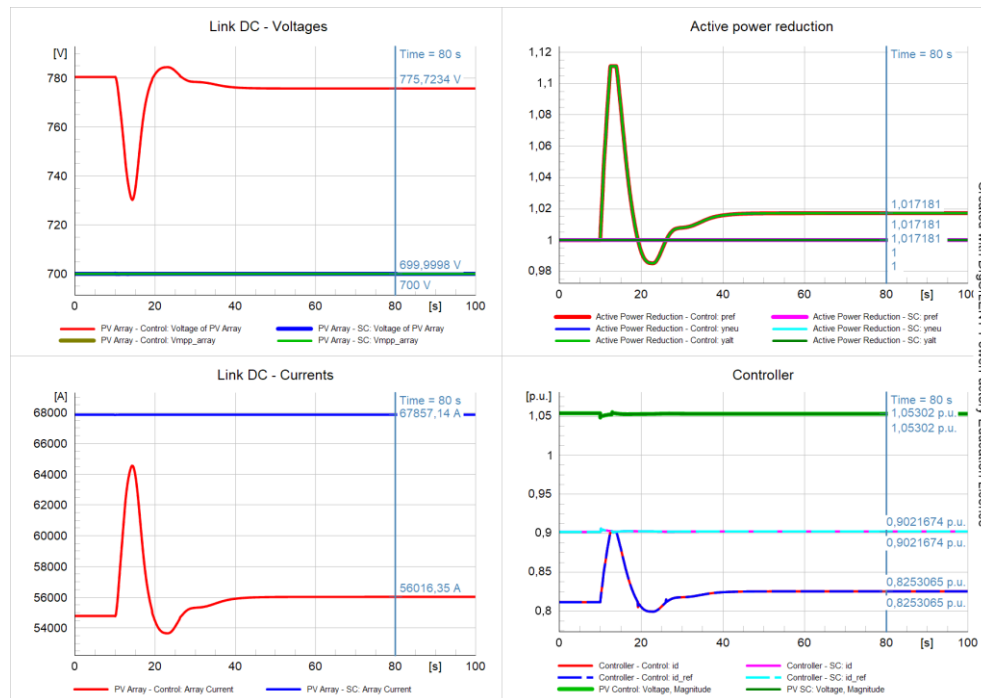 Link DC - Voltages
[V]
780
760
740
720
700
0
20
40
60
80
[s]
100
Time = 80 s
775,7234 V
699,9998 V
700 V
PV Array - Control: Voltage of PV Array
PV Array - SC: Voltage of PV Array
PV Array - Control: Vmpp_array
PV Array - SC: Vmpp_array
Active power reduction
1,12
1,1
1,08
1,06
1,04
1,02
1
0,98
0
20
40
60
80
[s]
100
Time = 80 s
1,017181
1,017181
1,017181
1
1
Active Power Reduction - Control: pref
Active Power Reduction - SC: pref
Active Power Reduction - Control: yneu
Active Power Reduction - SC: yneu
Active Power Reduction - Control: yalt
Active Power Reduction - SC: yalt
Link DC - Currents
[A]
68000
66000
64000
62000
60000
58000
56000
54000
0
20
40
60
80
[s]
100
Time = 80 s
67857,14 A
56016,35 A
PV Array - Control: Array Current
PV Array - SC: Array Current
Controller
[p.u.]
1,05
1
0,95
0,9
0,85
0,8
0
20
40
60
80
[s]
100
Time = 80 s
1,05302 p.u.
1,05302 p.u.
0,9021674 p.u.
0,9021674 p.u.
0,8253065 p.u.
0,8253065 p.u.
Controller - Control: id
Controller - SC: id
Controller - Control: id_ref
Controller - SC: id_ref
PV Control: Voltage, Magnitude
PV SC: Voltage, Magnitude